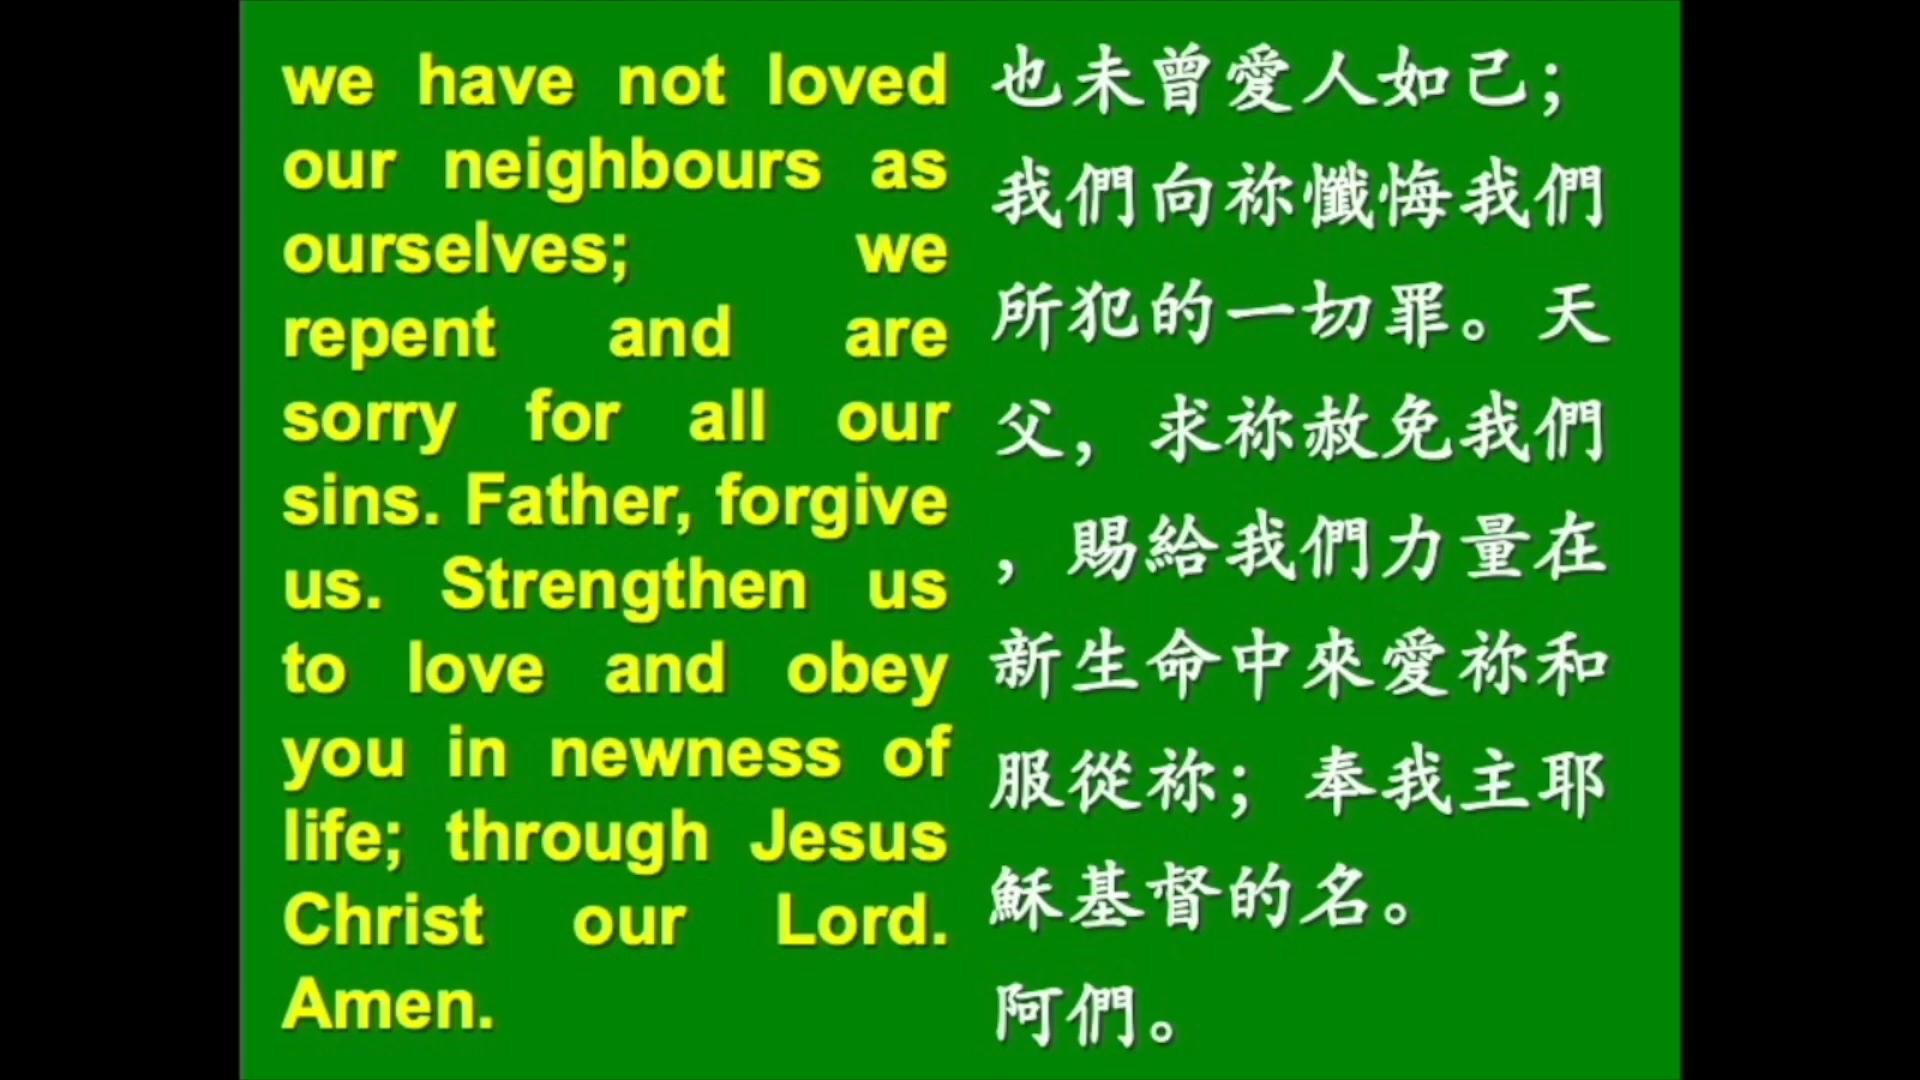 we have not loved
our neighbours as
ourselves; we
repent and are
sorry for all our
sins. Father, forgive
us. Strengthen us
to love and obey
you in newness of
life; through Jesus
Christ our Lord.
Amen.
也未曾愛人如己；
我們向祢懺悔我們
所犯的一切罪。天
父，求祢赦免我們
，賜給我們力量在
新生命中來愛祢和
服從祢；奉我主耶
穌基督的名。
阿們。